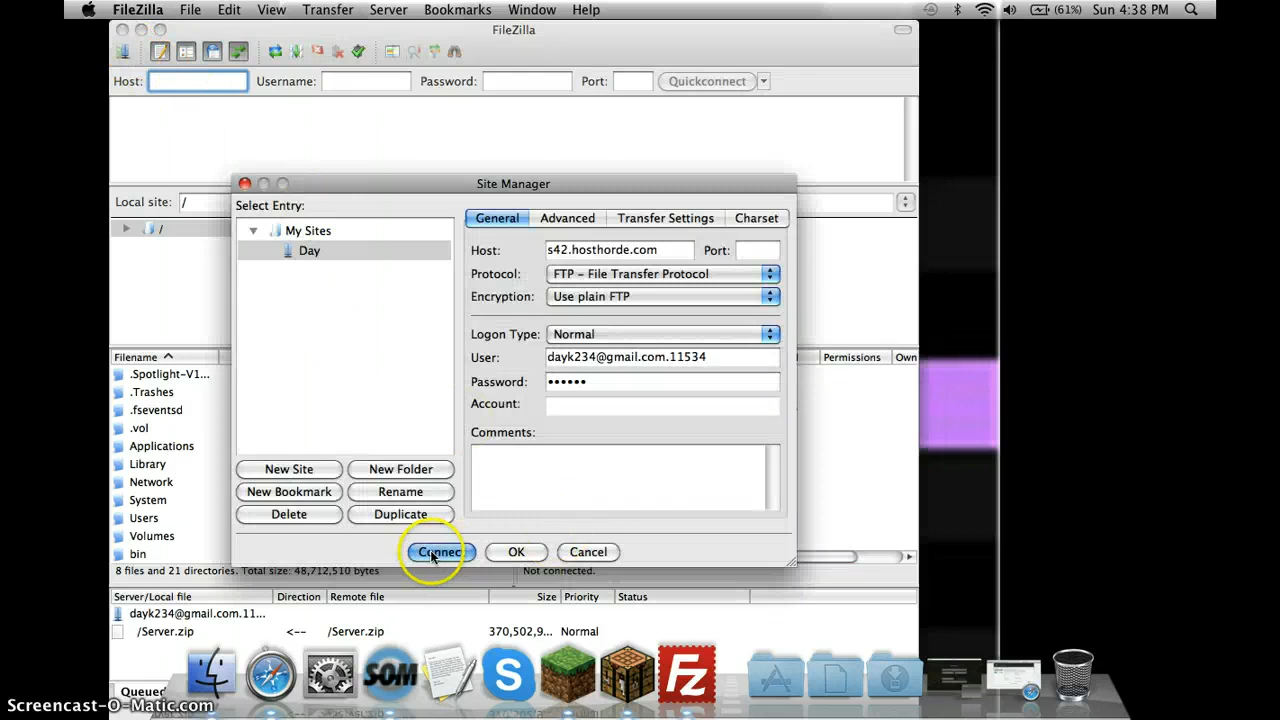 FileZilla File Edit View Transfer Server Bookmarks Window Help (61%) Sun 4:38 PM
FileZilla
Host: Username: Password: Port: Quickconnect
Site Manager
Local site: /
Select Entry:
/
My Sites
Day
General Advanced Transfer Settings Charset
Host: s42.hosthorde.com Port:
Protocol: FTP - File Transfer Protocol
Encryption: Use plain FTP
Logon Type: Normal
User: dayk234@gmail.com.11534
Password: ••••••
Account:
Comments:
New Site New Folder
New Bookmark Rename
Delete Duplicate
Connect OK Cancel
Filename Permissions Own
.Spotlight-V1...
.Trashes
.fseventsd
.vol
Applications
Library
Network
System
Users
Volumes
bin
8 files and 21 directories. Total size: 48,712,510 bytes Not connected.
Server/Local file Direction Remote file Size Priority Status
dayk234@gmail.com.11...
/Server.zip <-- /Server.zip 370,502,9... Normal
SOM S Fz
Queued
Screencast-O-Matic.com